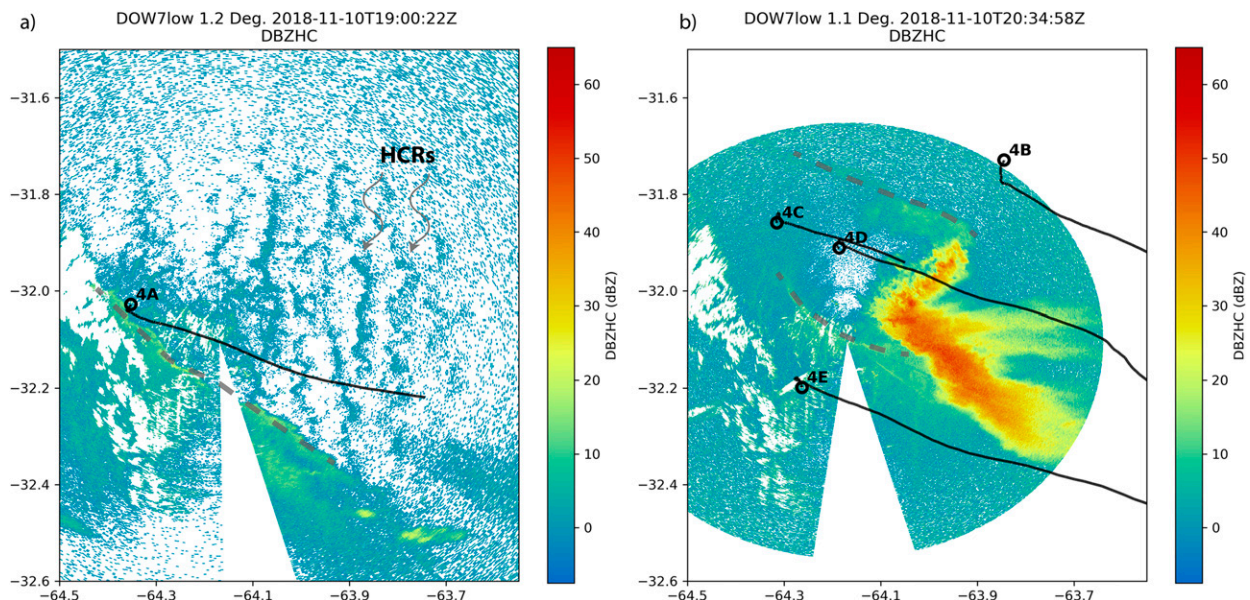 a)
DOW7low 1.2 Deg. 2018-11-10T19:00:22Z
DBZHC
−31.6
−31.8
−32.0
−32.2
−32.4
−32.6
−64.5
−64.3
−64.1
−63.9
−63.7
HCRs
4A
60
50
40
30
20
10
0
DBZHC (dBZ)
b)
DOW7low 1.1 Deg. 2018-11-10T20:34:58Z
DBZHC
−31.6
−31.8
−32.0
−32.2
−32.4
−32.6
−64.5
−64.3
−64.1
−63.9
−63.7
4B
4C
4D
4E
60
50
40
30
20
10
0
DBZHC (dBZ)